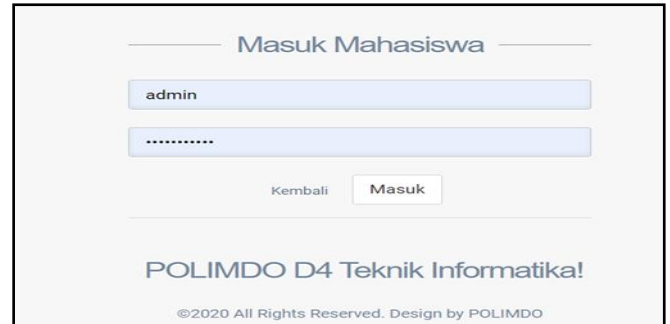 Masuk Mahasiswa
admin
•••••••••••
Kembali Masuk
POLIMDO D4 Teknik Informatika!
©2020 All Rights Reserved. Design by POLIMDO